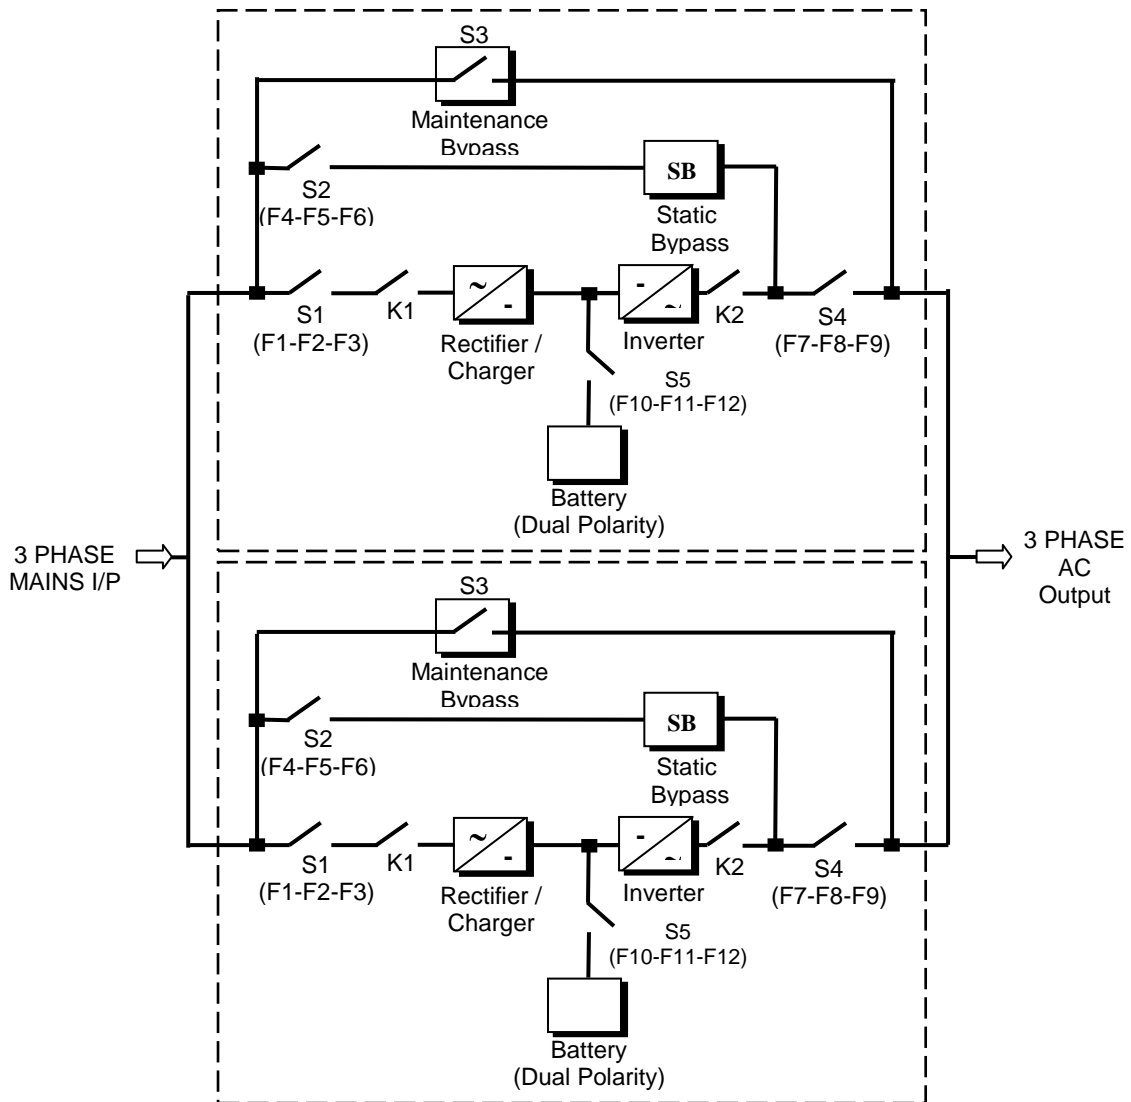 S3
Maintenance
Bypass
SB
S2
(F4-F5-F6)
Static
Bypass
~
-
-
~
S1
(F1-F2-F3)
K1
Rectifier /
Charger
Inverter
K2
S4
(F7-F8-F9)
S5
(F10-F11-F12)
Battery
(Dual Polarity)
3 PHASE
MAINS I/P
3 PHASE
AC
Output
S3
Maintenance
Bypass
SB
S2
(F4-F5-F6)
Static
Bypass
~
-
-
~
S1
(F1-F2-F3)
K1
Rectifier /
Charger
Inverter
K2
S4
(F7-F8-F9)
S5
(F10-F11-F12)
Battery
(Dual Polarity)